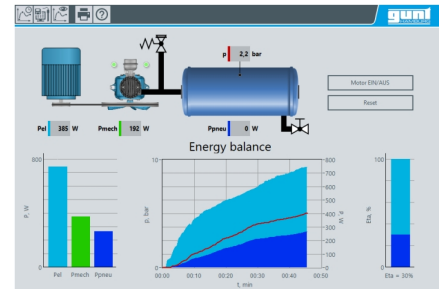 gunt
p 2,2 bar
Motor EIN/AUS
Reset
Pel 385 W Pmech 192 W Ppneu 0 W
Energy balance
800
P, W
0
Pel Pmech Ppneu
10
p, bar
0
00:00 00:10 00:20 00:30 00:40 00:50
t, min
800
700
600
500
400
300
200
100
0
P, W
100
Eta, %
0
Eta = 30%